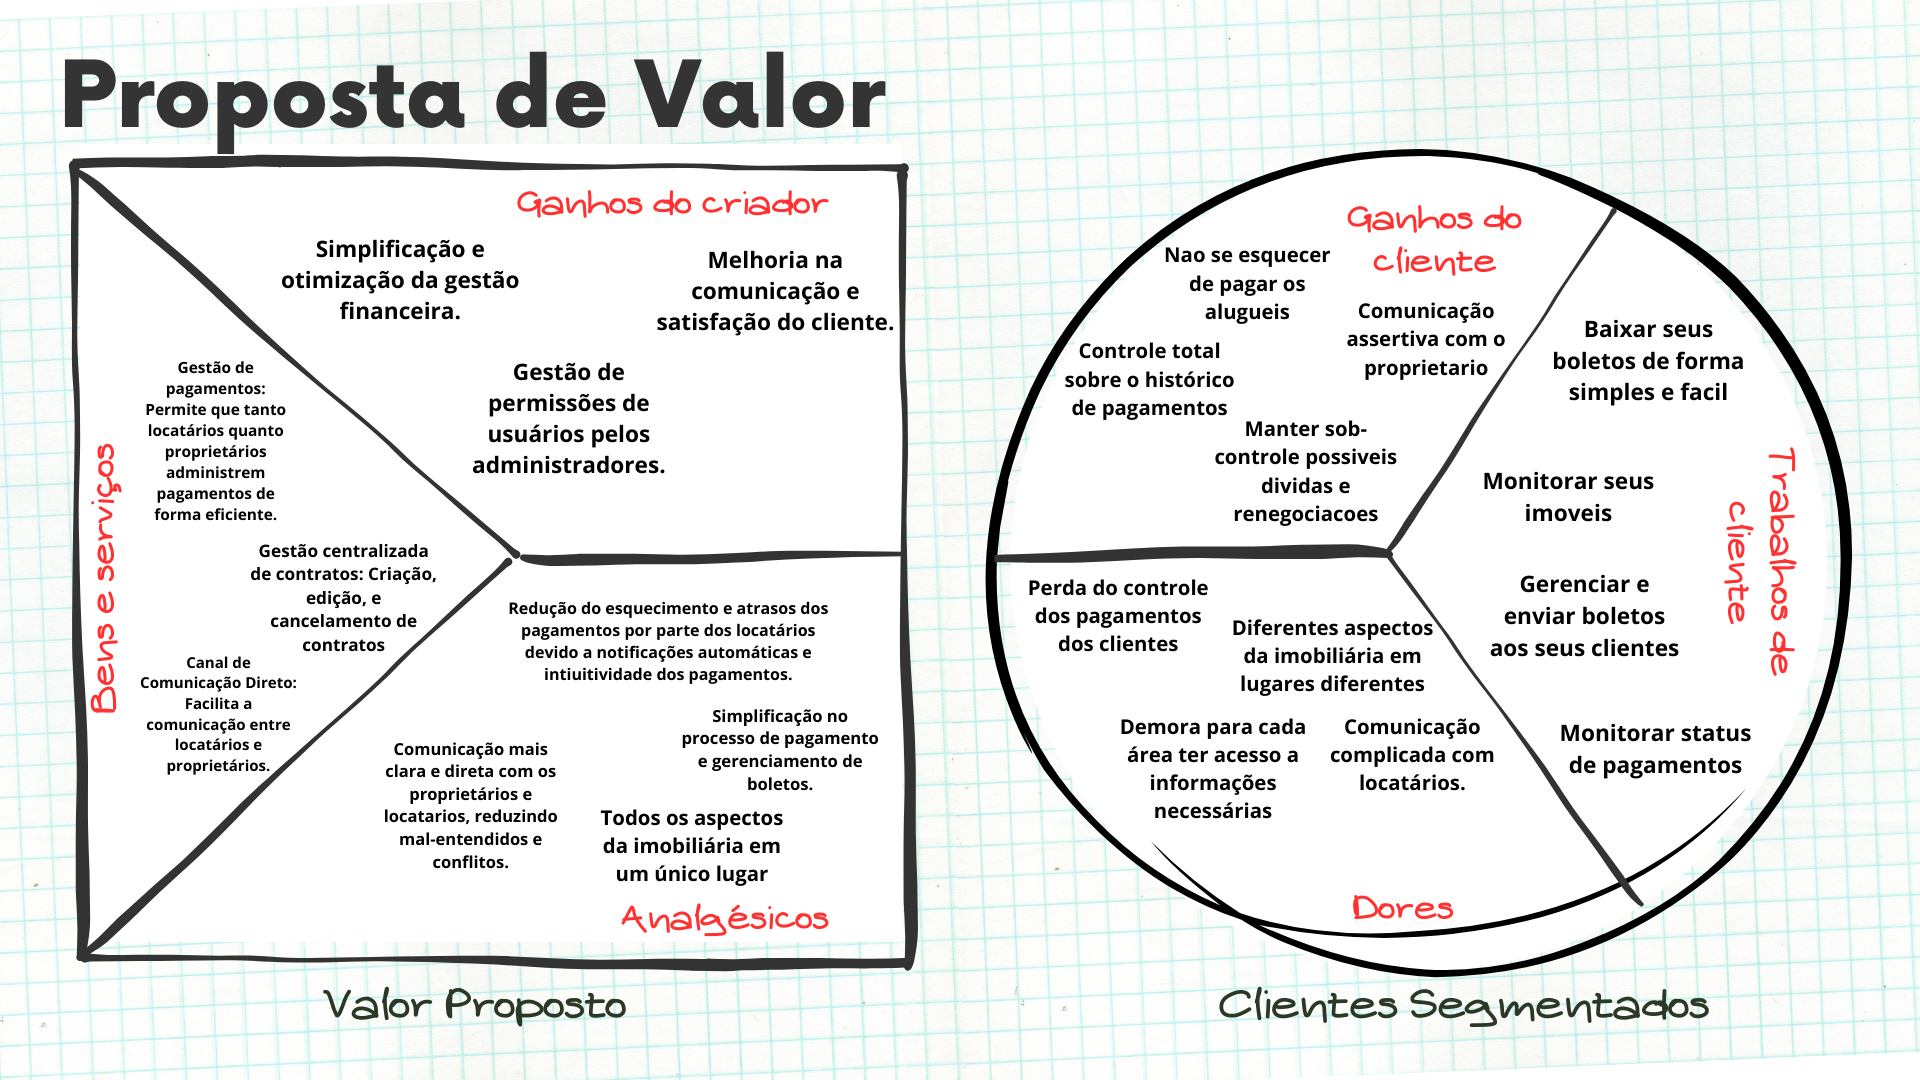 Proposta de Valor
Ganhos do criador
Simplificação e
otimização da gestão
financeira.
Melhoria na
comunicação e
satisfação do cliente.
Gestão de
permissões de
usuários pelos
administradores.
Bens e serviços
Gestão de
pagamentos:
Permite que tanto
locatários quanto
proprietários
administrem
pagamentos de
forma eficiente.
Gestão centralizada
de contratos: Criação,
edição, e
cancelamento de
contratos
Canal de
Comunicação Direto:
Facilita a
comunicação entre
locatários e
proprietários.
Redução do esquecimento e atrasos dos
pagamentos por parte dos locatários
devido a notificações automáticas e
intiuitividade dos pagamentos.
Simplificação no
processo de pagamento
e gerenciamento de
boletos.
Comunicação mais
clara e direta com os
proprietários e
locatarios, reduzindo
mal-entendidos e
conflitos.
Todos os aspectos
da imobiliária em
um único lugar
Analgésicos
Valor Proposto
Ganhos do
cliente
Nao se esquecer
de pagar os
alugueis
Comunicação
assertiva com o
proprietario
Controle total
sobre o histórico
de pagamentos
Manter sob-
controle possiveis
dividas e
renegociacoes
Baixar seus
boletos de forma
simples e facil
Monitorar seus
imoveis
Gerenciar e
enviar boletos
aos seus clientes
Monitorar status
de pagamentos
Trabalhos de
cliente
Perda do controle
dos pagamentos
dos clientes
Diferentes aspectos
da imobiliária em
lugares diferentes
Demora para cada
área ter acesso a
informações
necessárias
Comunicação
complicada com
locatários.
Dores
Clientes Segmentados